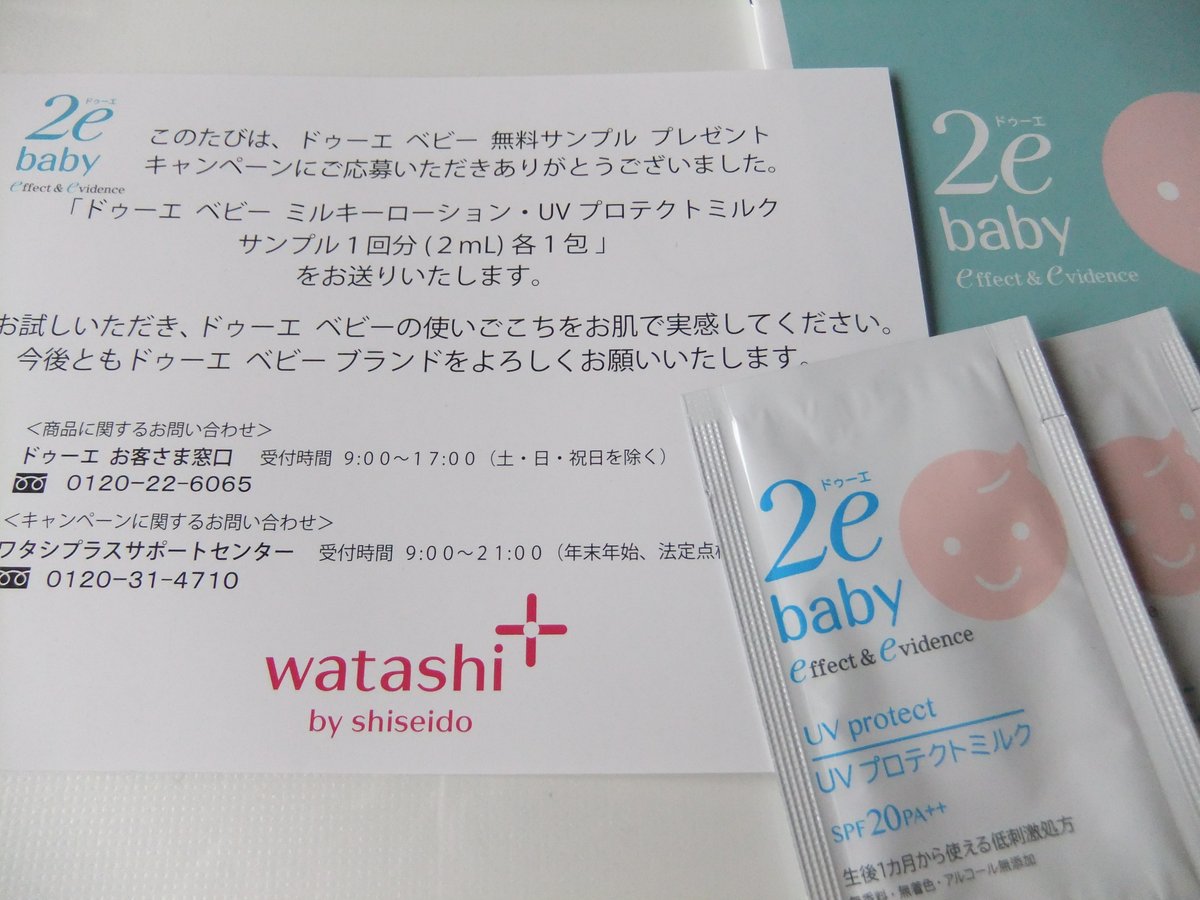 ドゥーエ
2e
baby
effect & evidence
このたびは、ドゥーエ ベビー 無料サンプル プレゼント
キャンペーンにご応募いただきありがとうございました。
「ドゥーエ ベビー ミルキーローション・UV プロテクトミルク
サンプル１回分(２mL)各１包」
をお送りいたします。
お試しいただき、ドゥーエ ベビーの使いごこちをお肌で実感してください。
今後ともドゥーエ ベビー ブランドをよろしくお願いいたします。
＜商品に関するお問い合わせ＞
ドゥーエ お客さま窓口 受付時間 9:00～17:00（土・日・祝日を除く）
0120-22-6065
＜キャンペーンに関するお問い合わせ＞
ワタシプラスサポートセンター 受付時間 9:00～21:00（年末年始、法定点
0120-31-4710
watashi+
by shiseido
ドゥーエ
2e
baby
effect & evidence
ドゥーエ
2e
baby
effect & evidence
UV protect
UVプロテクトミルク
SPF20PA++
生後1カ月から使える低刺激処方
無香料・無着色・アルコール無添加